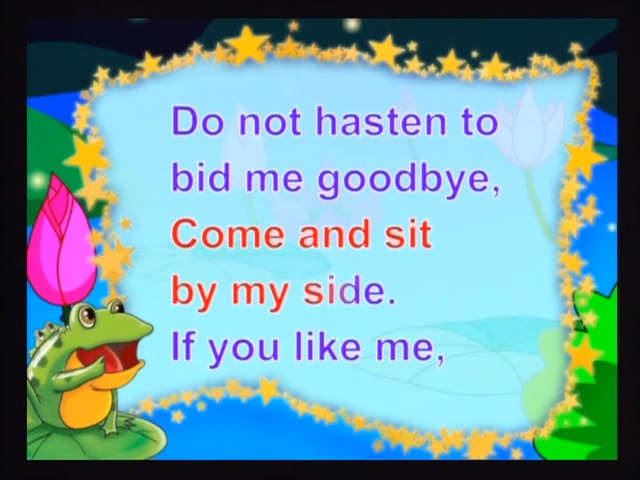 Do not hasten to
bid me goodbye,
Come and sit
by my side.
If you like me,